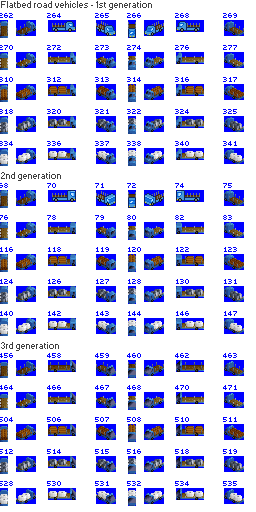 Flatbed road vehicles - 1st generation
262 264 265 266 268 269
270 272 273 274 276 277
310 312 313 314 316 317
318 320 321 322 324 325
334 336 337 338 340 341
2nd generation
68 70 71 72 74 75
76 78 79 80 82 83
116 118 119 120 122 123
124 126 127 128 130 131
140 142 143 144 146 147
3rd generation
456 458 459 460 462 463
464 466 467 468 470 471
504 506 507 508 510 511
512 514 515 516 518 519
528 530 531 532 534 535